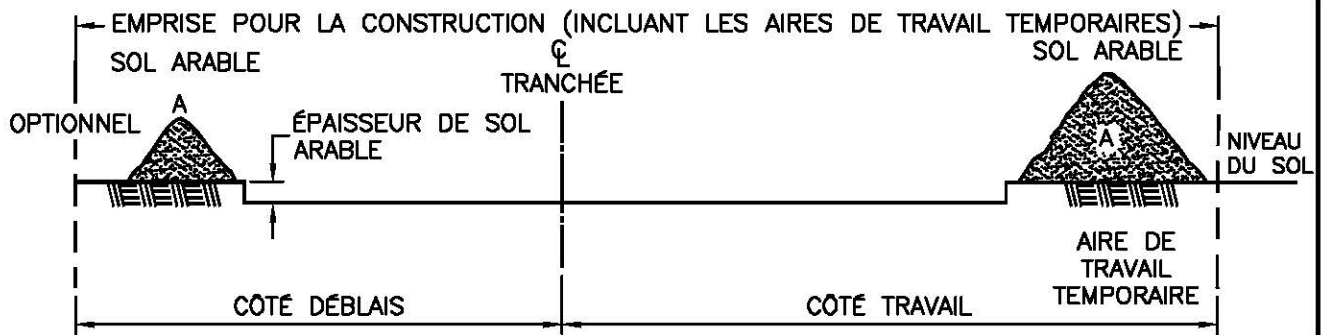 EMPRISE POUR LA CONSTRUCTION (INCLUANT LES AIRES DE TRAVAIL TEMPORAIRES)
SOL ARABLE
℄
TRANCHÉE
SOL ARABLE
OPTIONNEL
A
ÉPAISSEUR DE SOL
ARABLE
A
NIVEAU
DU SOL
AIRE DE
TRAVAIL
TEMPORAIRE
CÔTÉ DÉBLAIS
CÔTÉ TRAVAIL